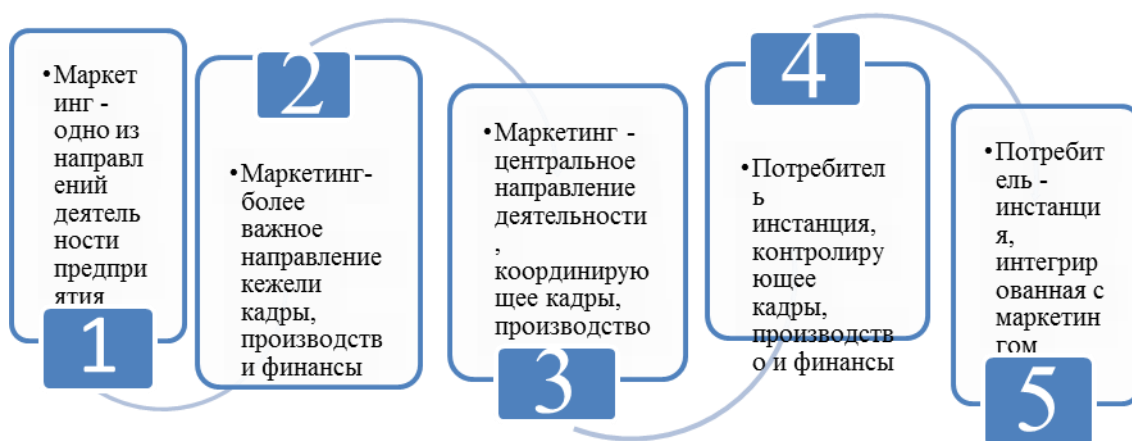 •Маркет
инг -
одно из
направл
ений
деятель
ности
предпри
ятия
1
2
•Маркетинг-
более
важное
направление
кежели
кадры,
производств
и финансы
•Маркетинг -
центральное
направление
деятельности
,
координирую
щее кадры,
производство
3
4
•Потребител
ь
инстанция,
контролиру
ющее
кадры,
производств
о и финансы
•Потребит
ель -
инстанци
я,
интегрир
ованная с
маркетин
гом
5